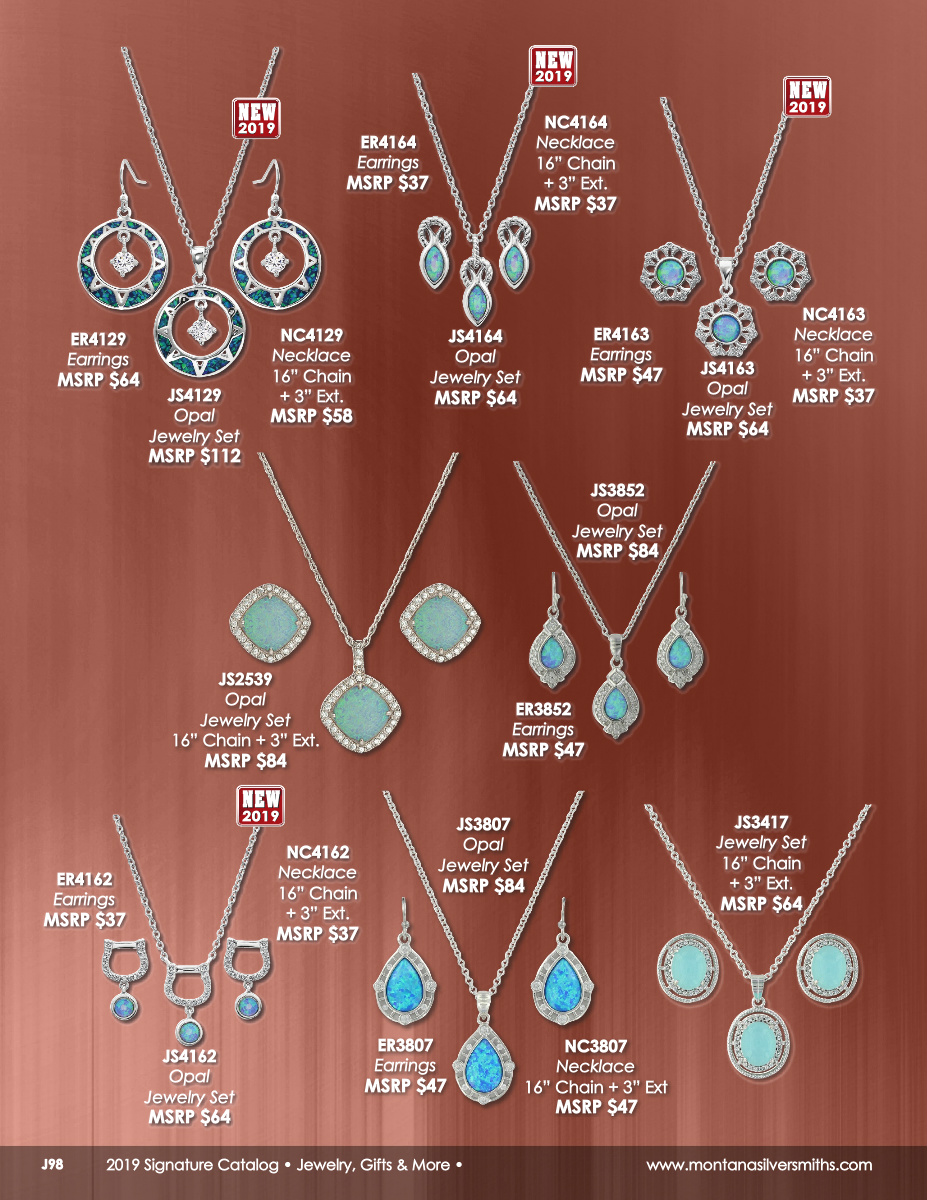 NEW
2019
ER4129
Earrings
MSRP $64
JS4129
Opal
Jewelry Set
MSRP $112
NC4129
Necklace
16” Chain
+ 3” Ext.
MSRP $58
NEW
2019
ER4164
Earrings
MSRP $37
NC4164
Necklace
16” Chain
+ 3” Ext.
MSRP $37
JS4164
Opal
Jewelry Set
MSRP $64
NEW
2019
ER4163
Earrings
MSRP $47
JS4163
Opal
Jewelry Set
MSRP $64
NC4163
Necklace
16” Chain
+ 3” Ext.
MSRP $37
JS2539
Opal
Jewelry Set
16” Chain + 3” Ext.
MSRP $84
JS3852
Opal
Jewelry Set
MSRP $84
ER3852
Earrings
MSRP $47
NEW
2019
ER4162
Earrings
MSRP $37
NC4162
Necklace
16” Chain
+ 3” Ext.
MSRP $37
JS4162
Opal
Jewelry Set
MSRP $64
JS3807
Opal
Jewelry Set
MSRP $84
ER3807
Earrings
MSRP $47
NC3807
Necklace
16” Chain + 3” Ext
MSRP $47
JS3417
Jewelry Set
16” Chain
+ 3” Ext.
MSRP $64
J98 2019 Signature Catalog • Jewelry, Gifts & More • www.montanasilversmiths.com